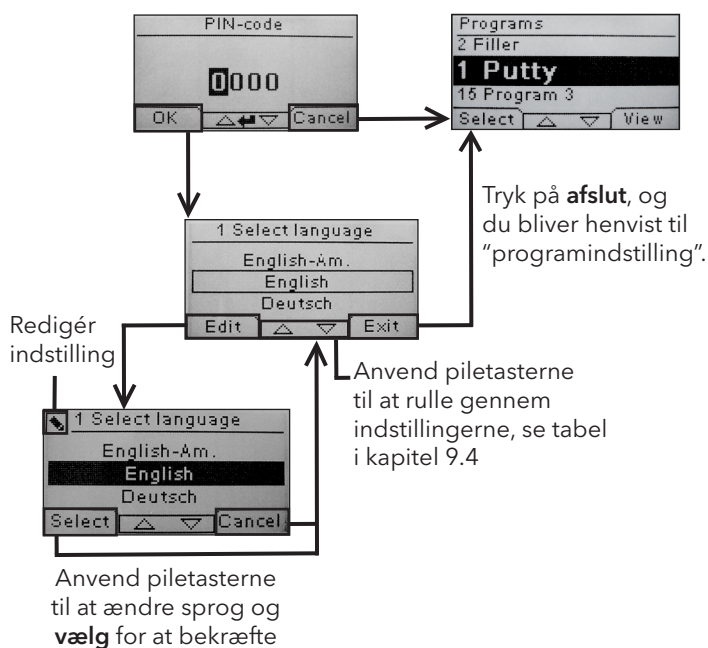 PIN-code
0000
OK
Cancel
Programs
2 Filler
1 Putty
15 Program 3
Select
View
Tryk på afslut, og
du bliver henvist til
“programindstilling”.
1 Select language
English-Am.
English
Deutsch
Edit
Exit
Redigér
indstilling
Anvend piletasterne
til at rulle gennem
indstillingerne, se tabel
i kapitel 9.4
1 Select language
English-Am.
English
Deutsch
Select
Cancel
Anvend piletasterne
til at ændre sprog og
vælg for at bekræfte